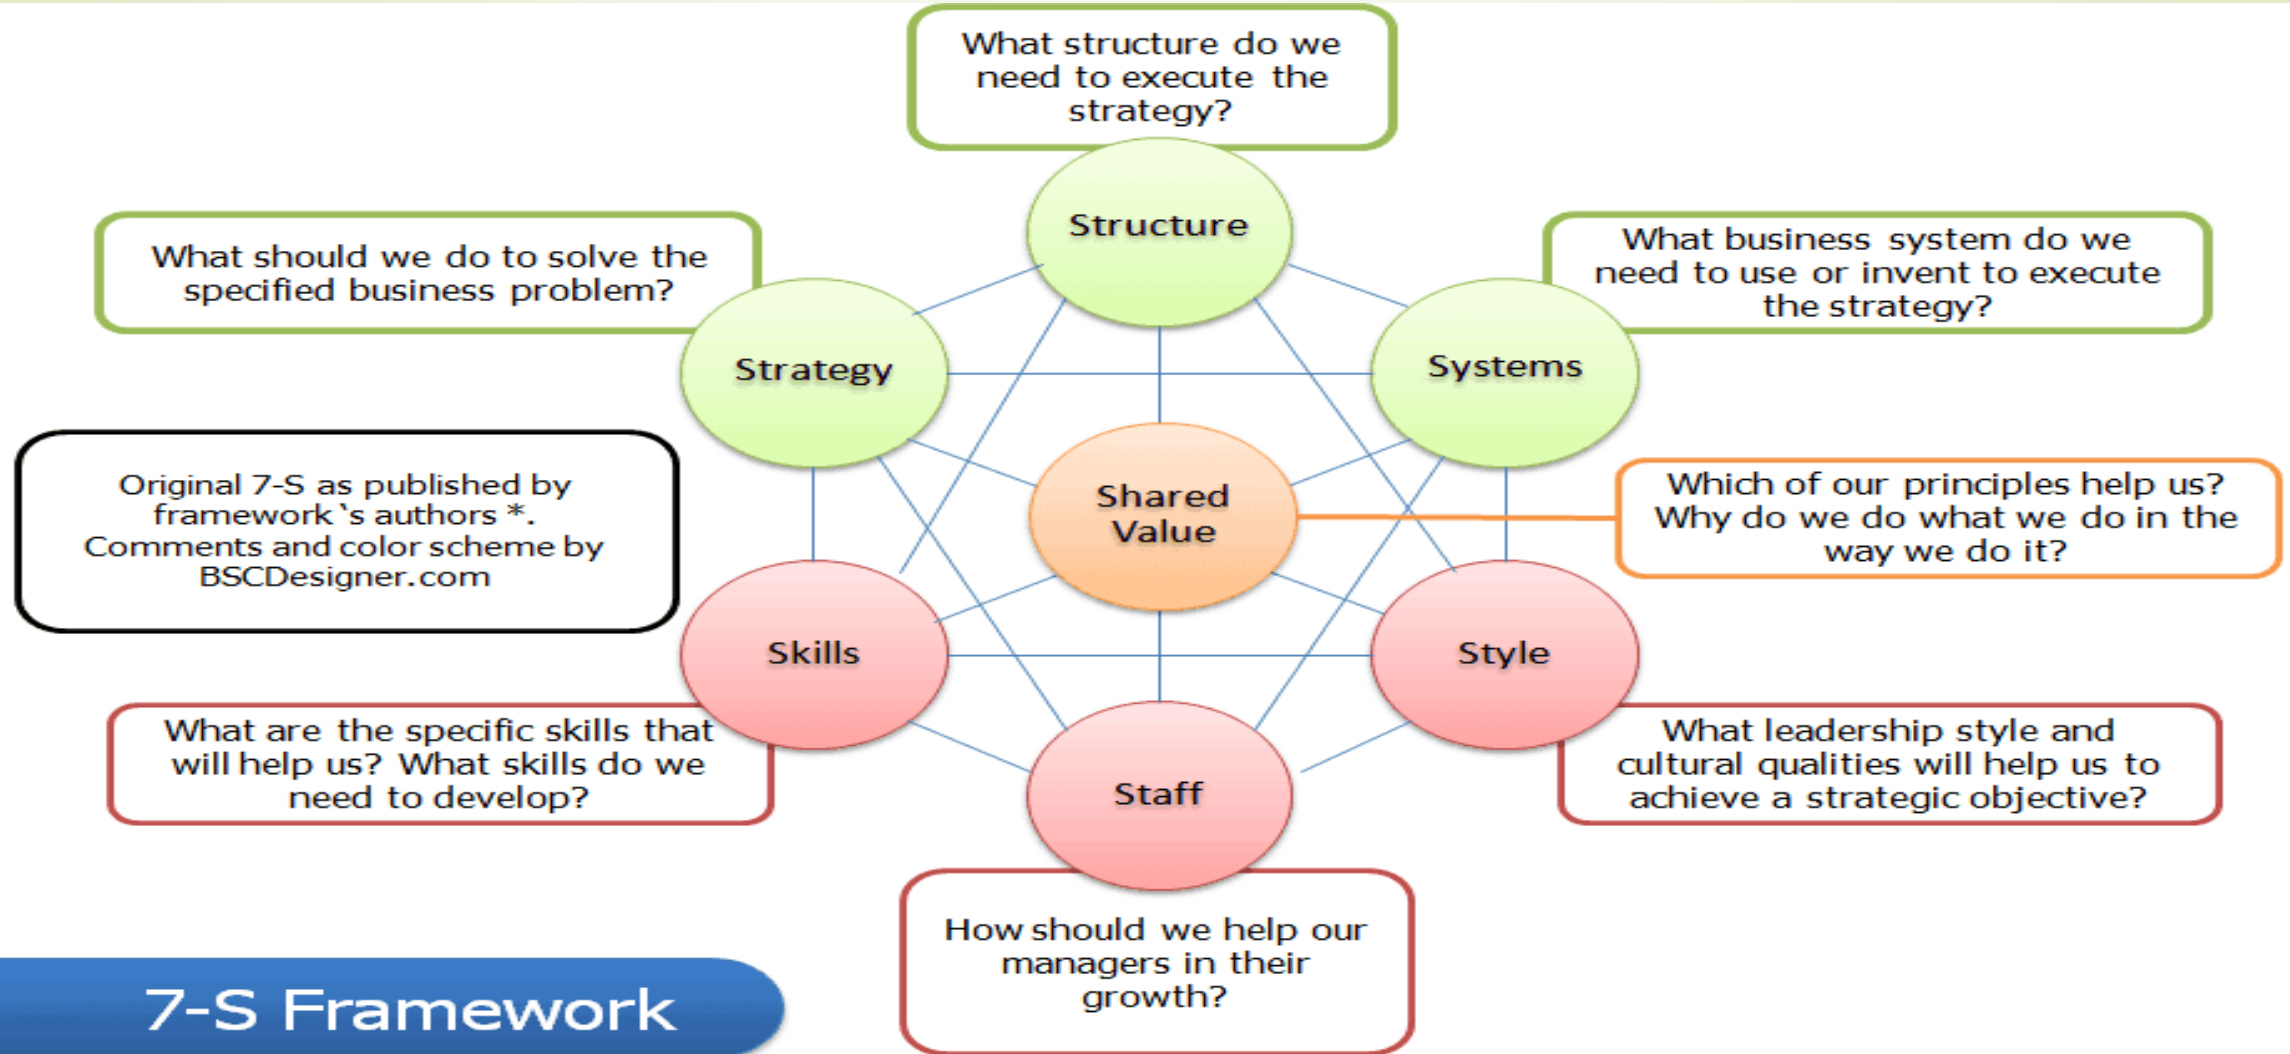 What structure do we
need to execute the
strategy?
Structure
What should we do to solve the
specified business problem?
Strategy
What business system do we
need to use or invent to execute
the strategy?
Systems
Original 7-S as published by
framework`s authors *.
Comments and color scheme by
BSCDesigner.com
Shared
Value
Which of our principles help us?
Why do we do what we do in the
way we do it?
Skills
What are the specific skills that
will help us? What skills do we
need to develop?
Style
What leadership style and
cultural qualities will help us to
achieve a strategic objective?
Staff
How should we help our
managers in their
growth?
7-S Framework